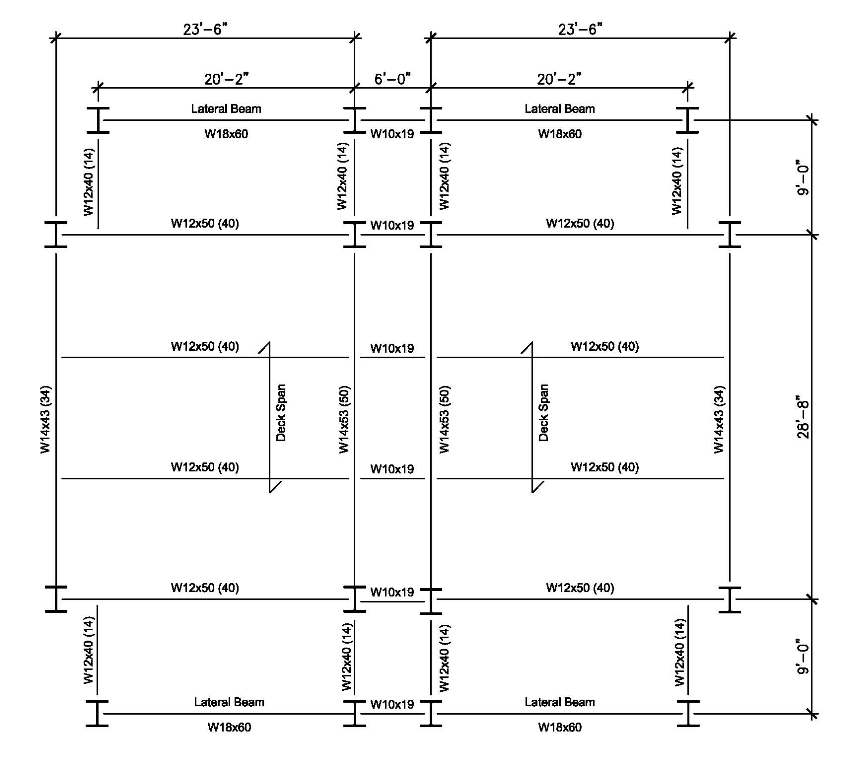 23'-6" 23'-6"
20'-2" 6'-0" 20'-2"
Lateral Beam Lateral Beam
W18x60 W10x19 W18x60
W12x40 (14) W12x40 (14) W12x40 (14) W12x40 (14) 9'-0"
W12x50 (40) W10x19 W12x50 (40)
W12x50 (40) W10x19 W12x50 (40)
W14x43 (34) Deck Span W14x53 (50) W14x53 (50) Deck Span W14x43 (34) 28'-8"
W12x50 (40) W10x19 W12x50 (40)
W12x50 (40) W10x19 W12x50 (40)
W12x40 (14) W12x40 (14) W12x40 (14) W12x40 (14) 9'-0"
Lateral Beam W10x19 Lateral Beam
W18x60 W18x60